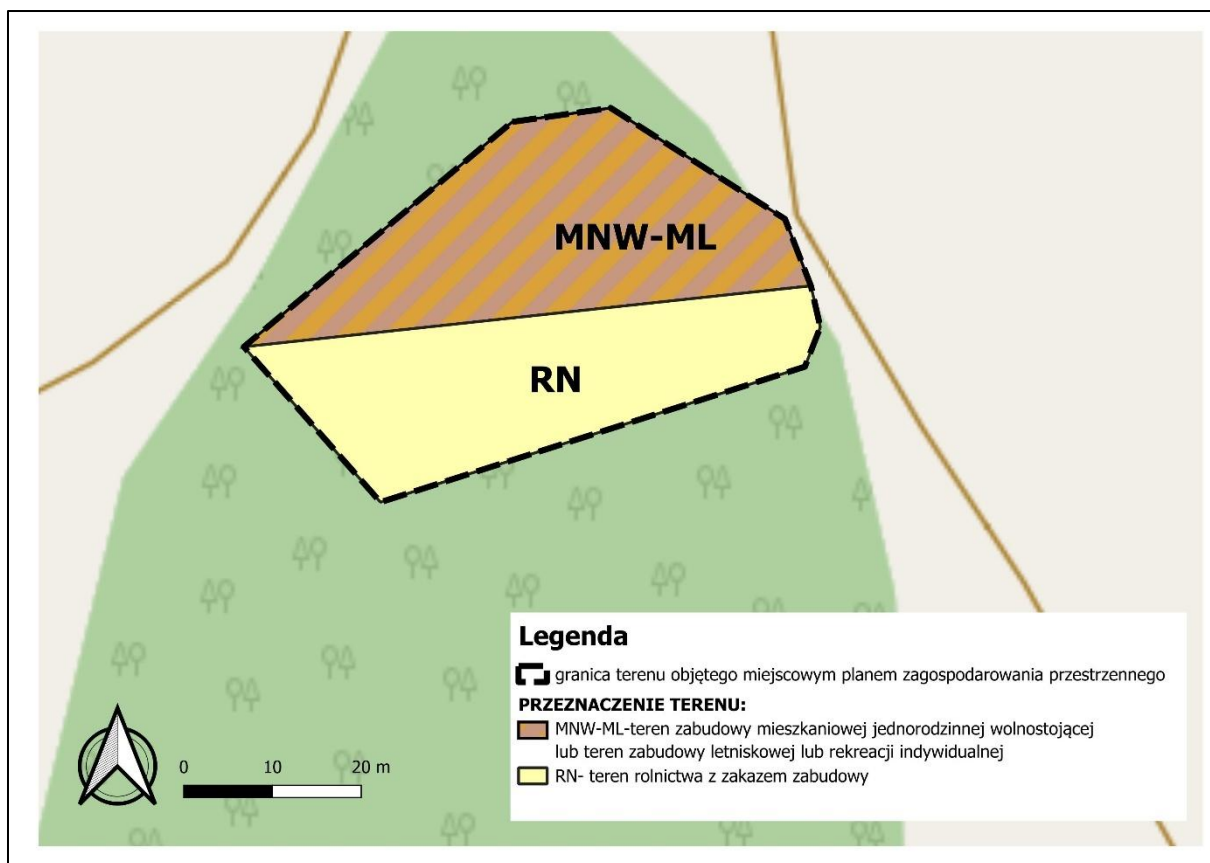 MNW-ML
RN
Legenda
granica terenu objętego miejscowym planem zagospodarowania przestrzennego
PRZEZNACZENIE TERENU:
MNW-ML-teren zabudowy mieszkaniowej jednorodzinnej wolnostojącej
lub teren zabudowy letniskowej lub rekreacji indywidualnej
RN- teren rolnictwa z zakazem zabudowy
0 10 20 m